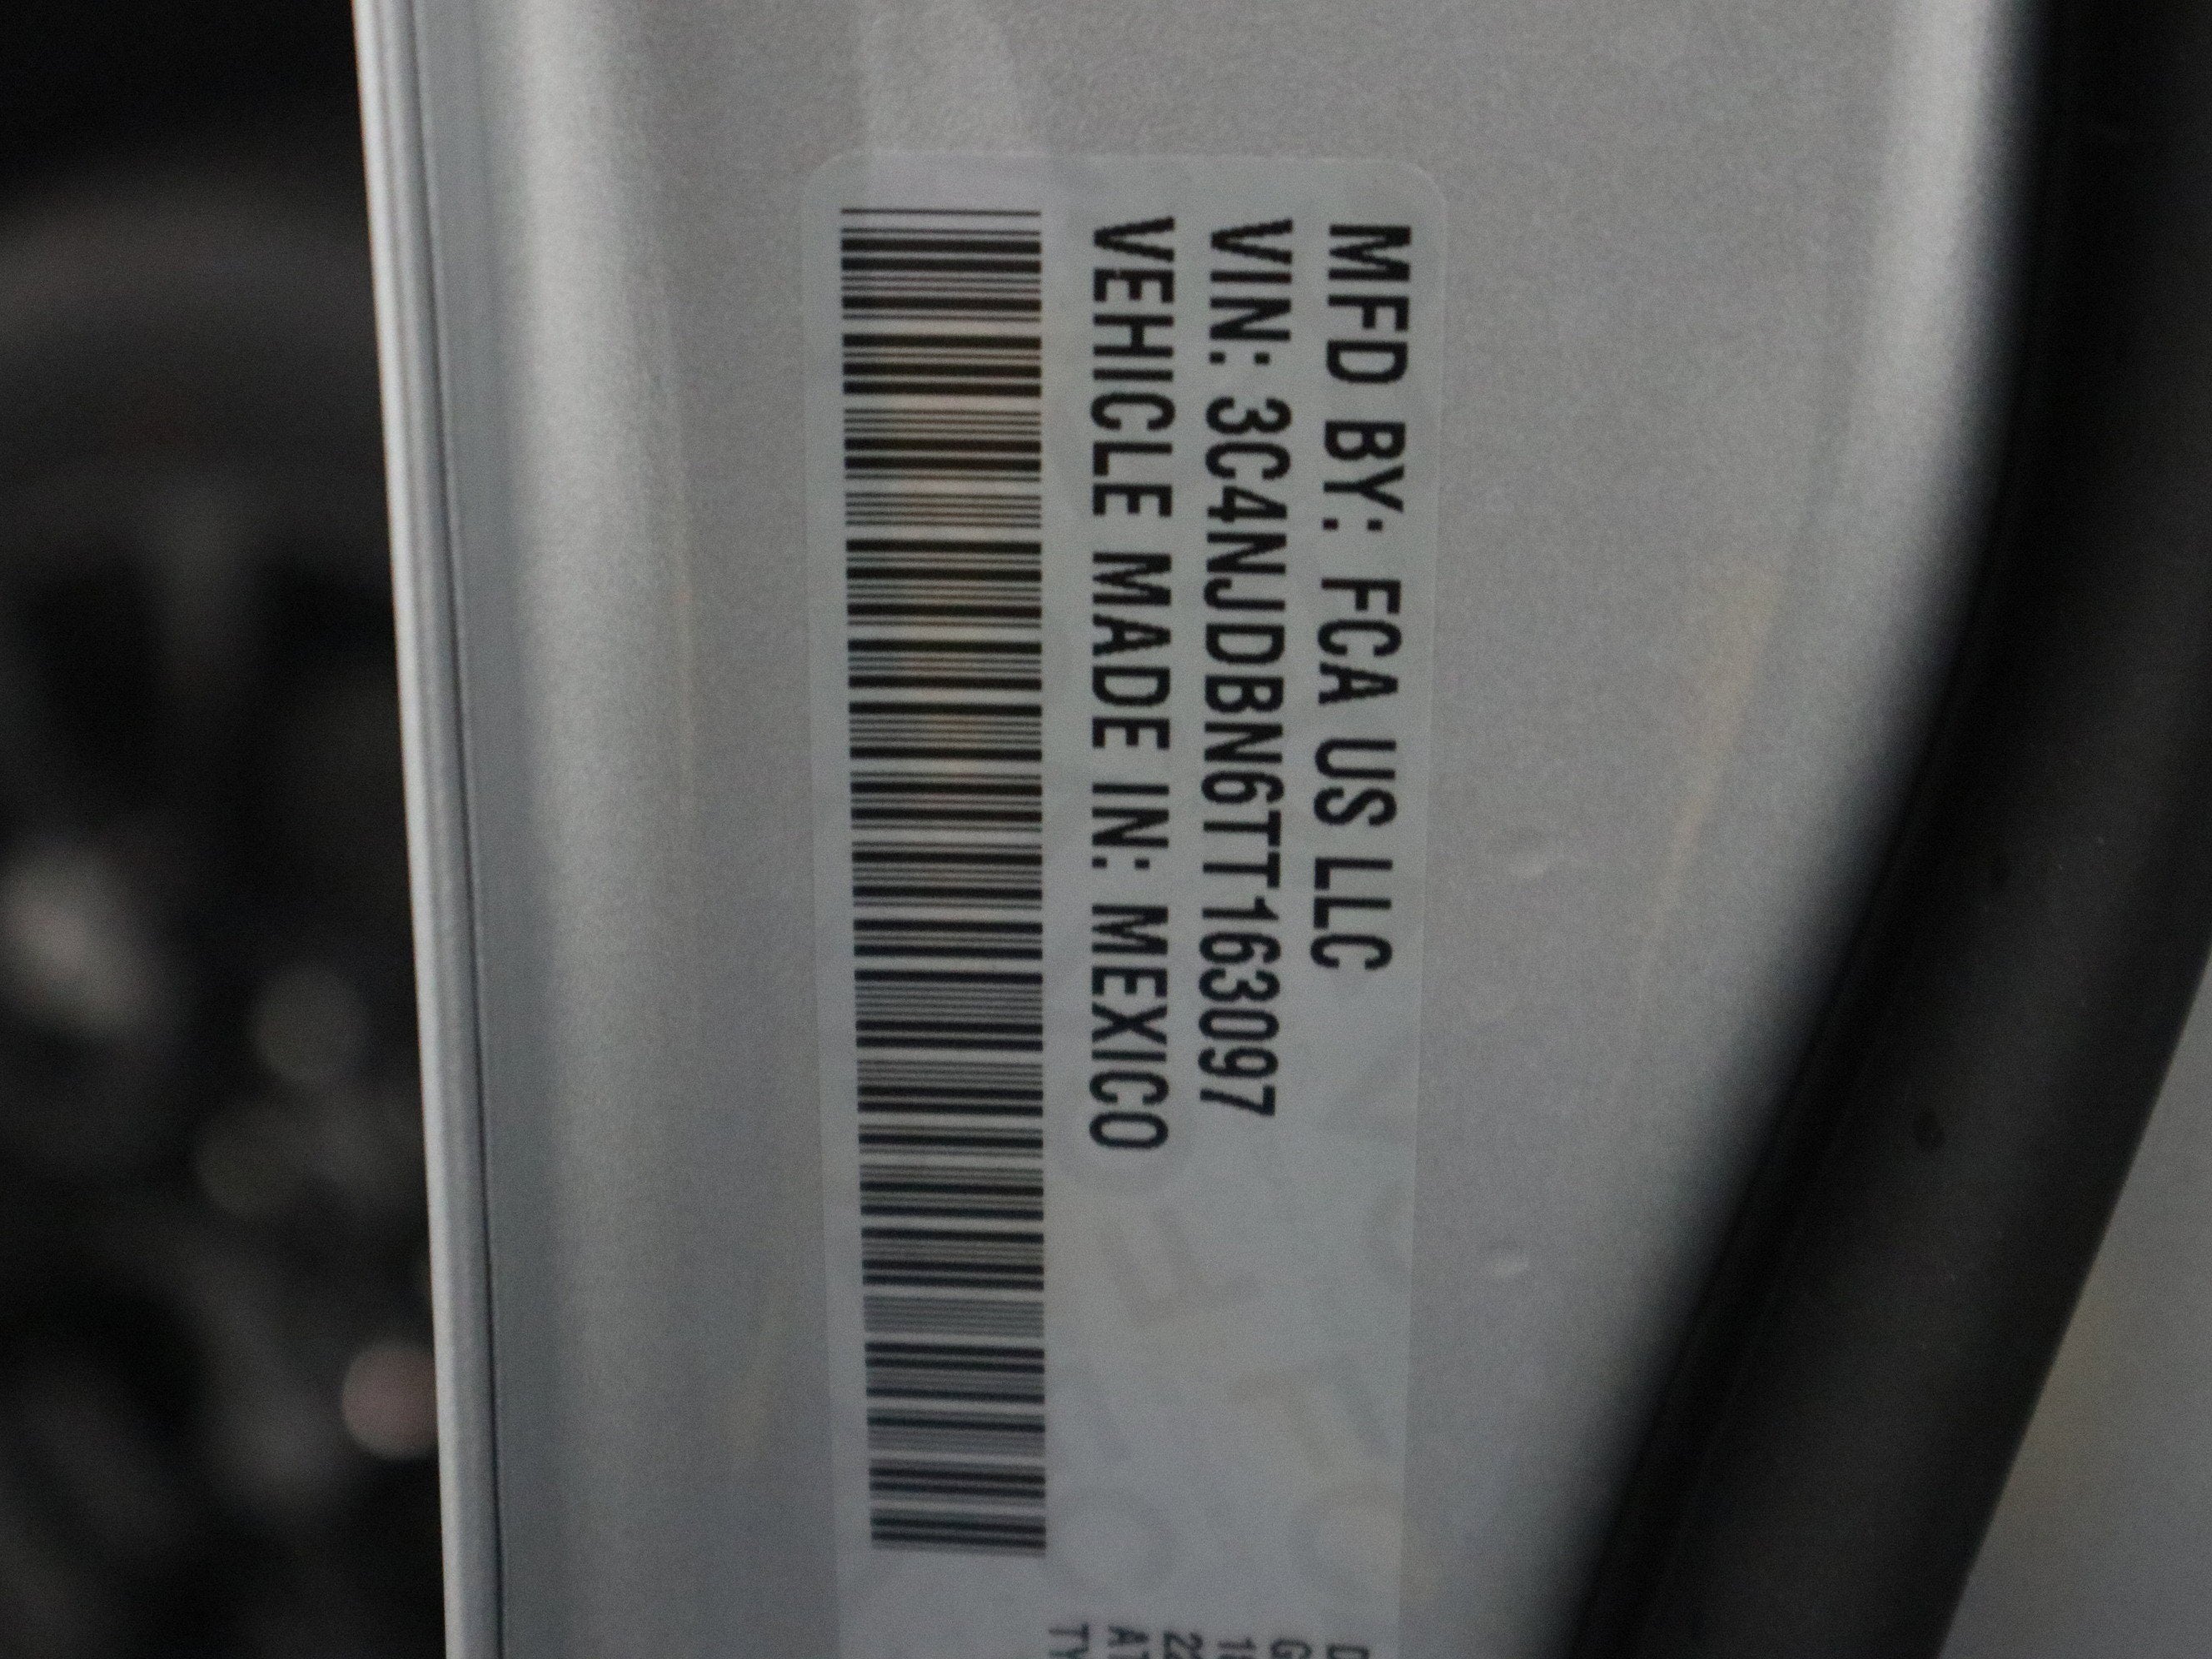 MFD BY: FCA US LLC
VIN: 3C4NJDBN6TT163097
VEHICLE MADE IN: MEXICO